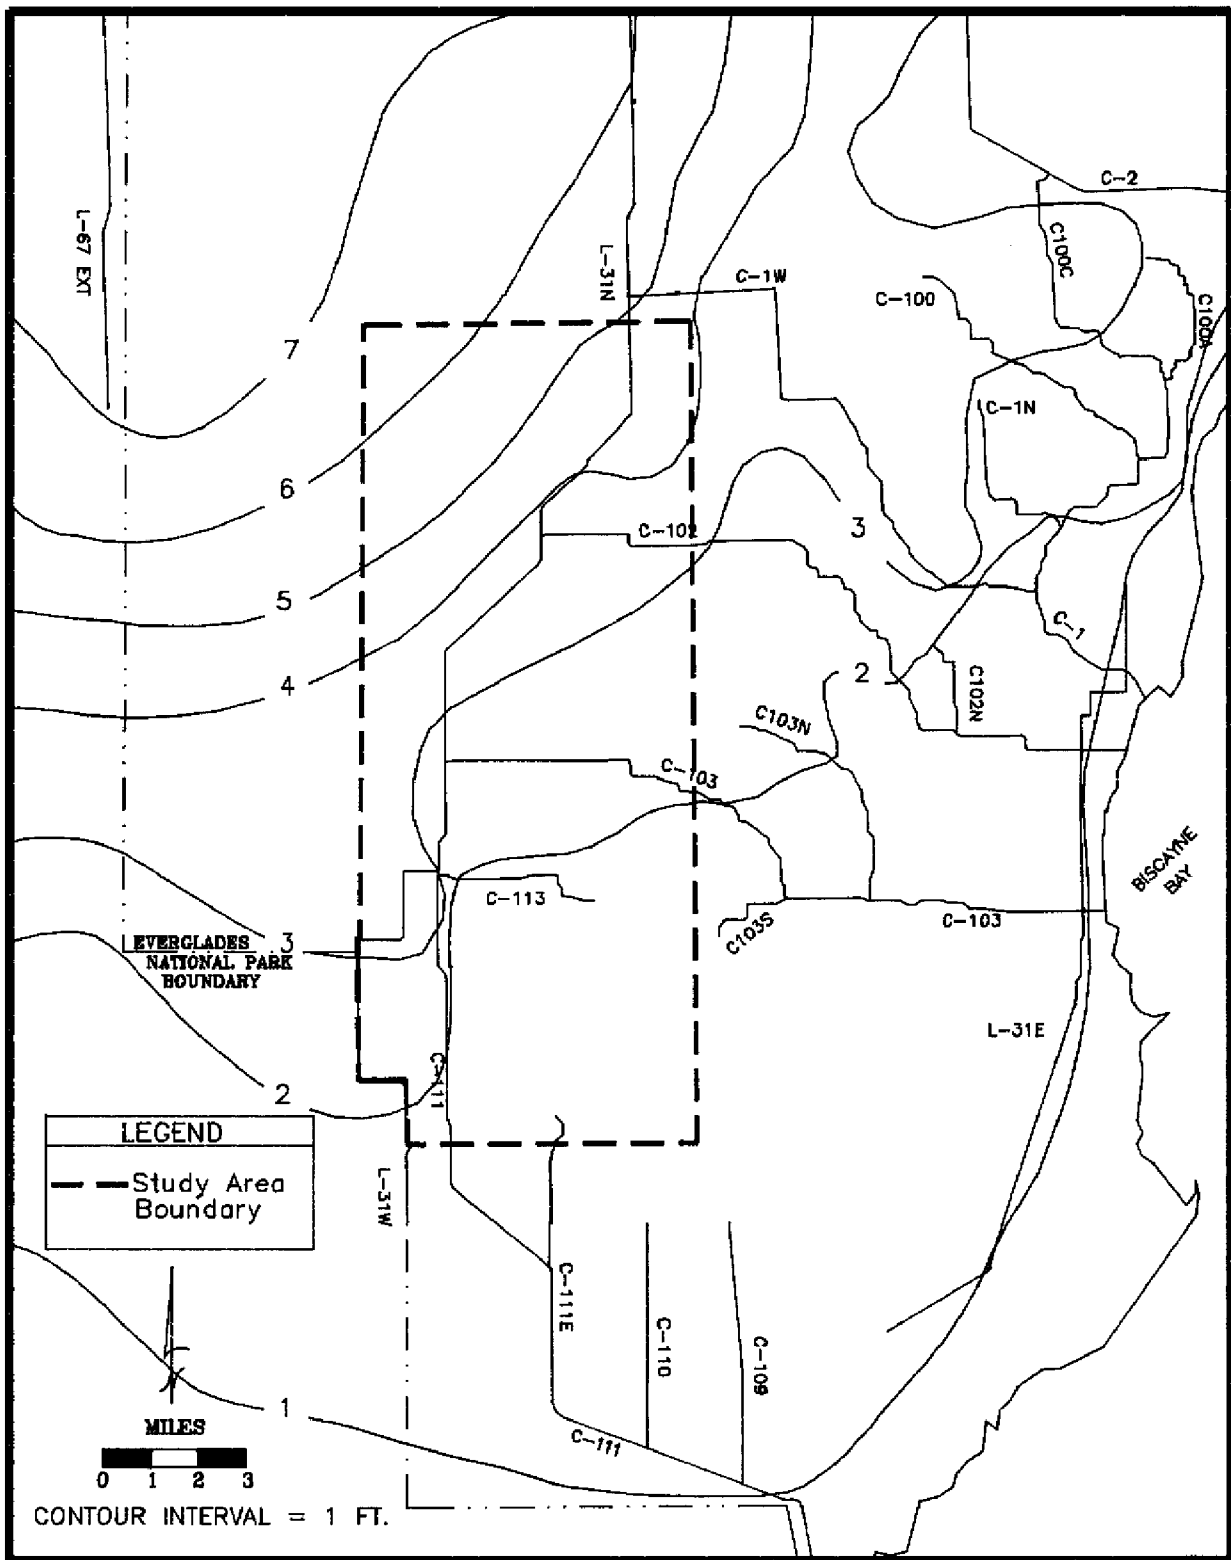 C-2
L-67 EXT
L-31N
C-1W
C100C
C-100
C100A
7
C-1N
6
C-102
3
5
C-1
4
2
C102N
C103N
C-103
BISCAYNE
BAY
C-113
C103S
C-103
3
EVERGLADES
NATIONAL PARK
BOUNDARY
L-31E
C-111
2
LEGEND
Study Area
Boundary
L-31W
C-111E
C-110
C-109
1
MILES
C-111
0 1 2 3
CONTOUR INTERVAL = 1 FT.